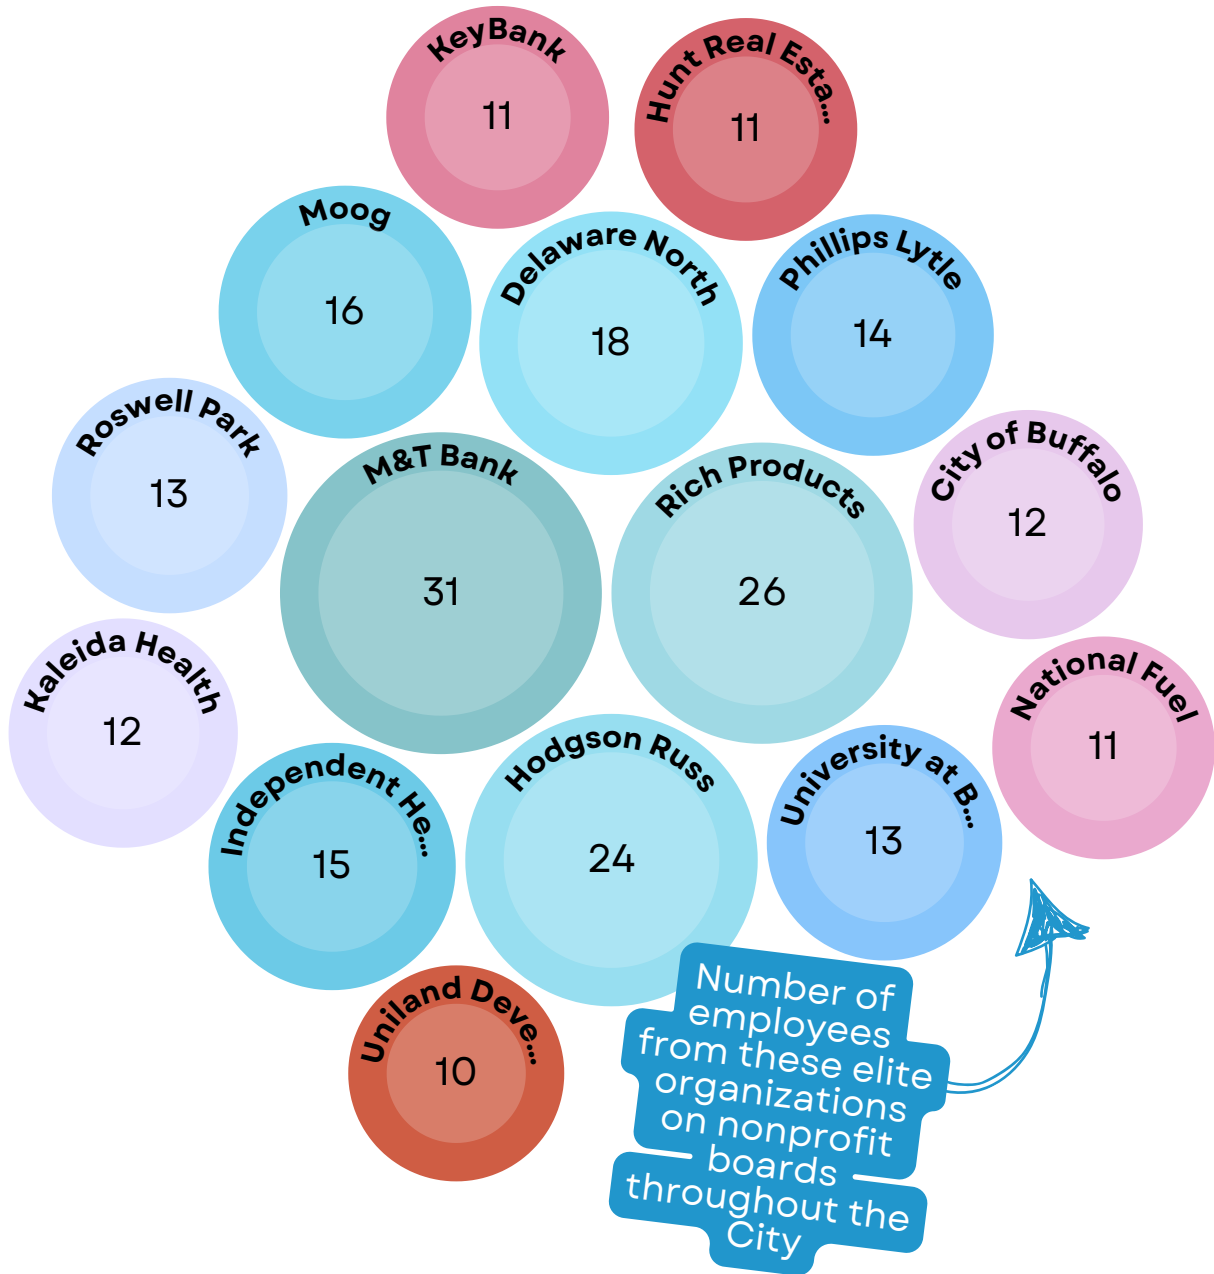 KeyBank
11
Hunt Real Esta...
11
Moog
16
Delaware North
18
Phillips Lytle
14
Roswell Park
13
M&T Bank
31
Rich Products
26
City of Buffalo
12
Kaleida Health
12
National Fuel
11
Independent He...
15
Hodgson Russ
24
University at B...
13
Uniland Deve...
10
Number of
employees
from these elite
organizations
on nonprofit
boards
throughout the
City